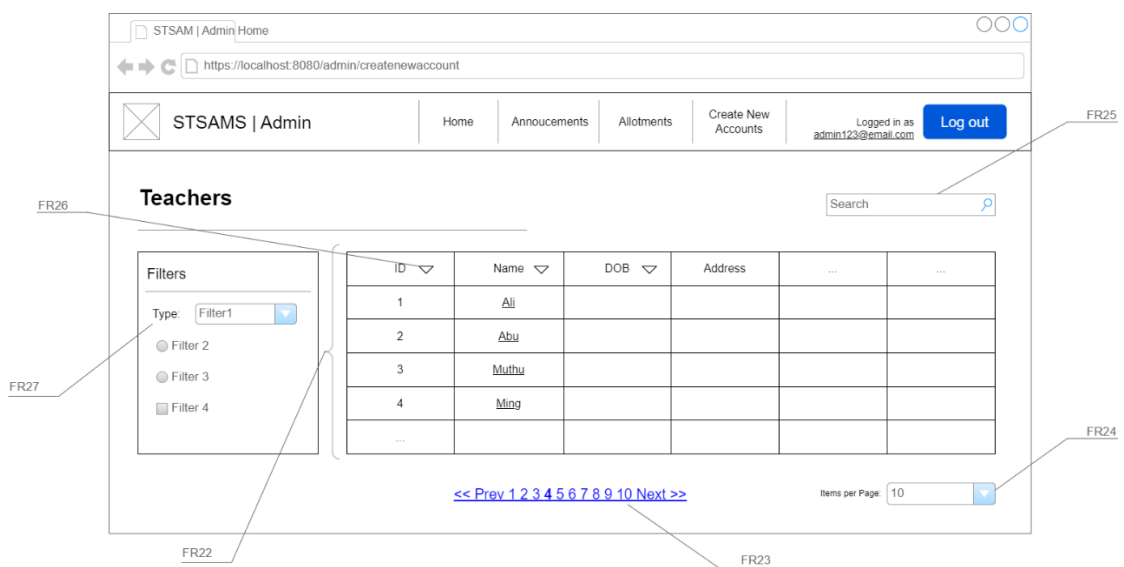 STSAM | Admin Home
https://localhost:8080/admin/createnewaccount
STSAMS | Admin
Home
Annoucements
Allotments
Create New
Accounts
Logged in as
admin123@email.com
Log out
FR25
Teachers
Search
FR26
Filters
Type: Filter1
Filter 2
Filter 3
Filter 4
FR27
ID Name DOB Address ... ...
1 Ali
2 Abu
3 Muthu
4 Ming
...
FR24
<< Prev 1 2 3 4 5 6 7 8 9 10 Next >>
Items per Page: 10
FR22
FR23